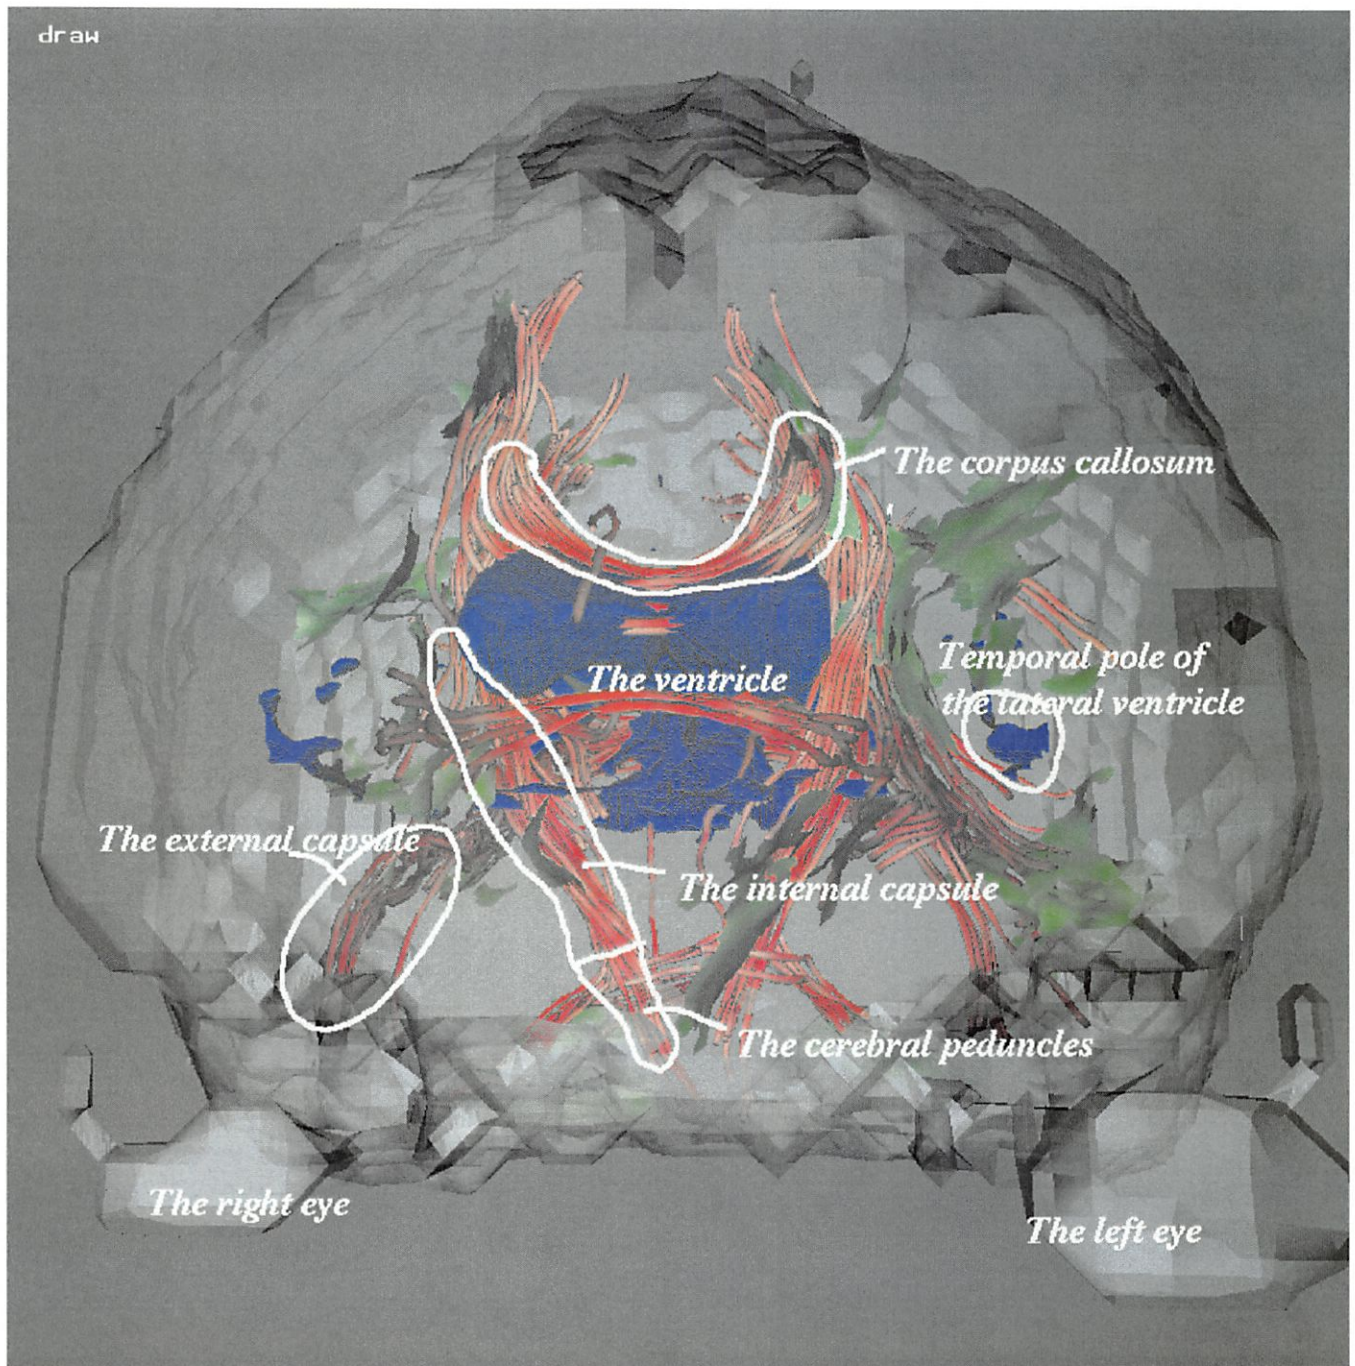 draw
The corpus callosum
Temporal pole of
the lateral ventricle
The ventricle
The external capsule
The internal capsule
The cerebral peduncles
The right eye
The left eye